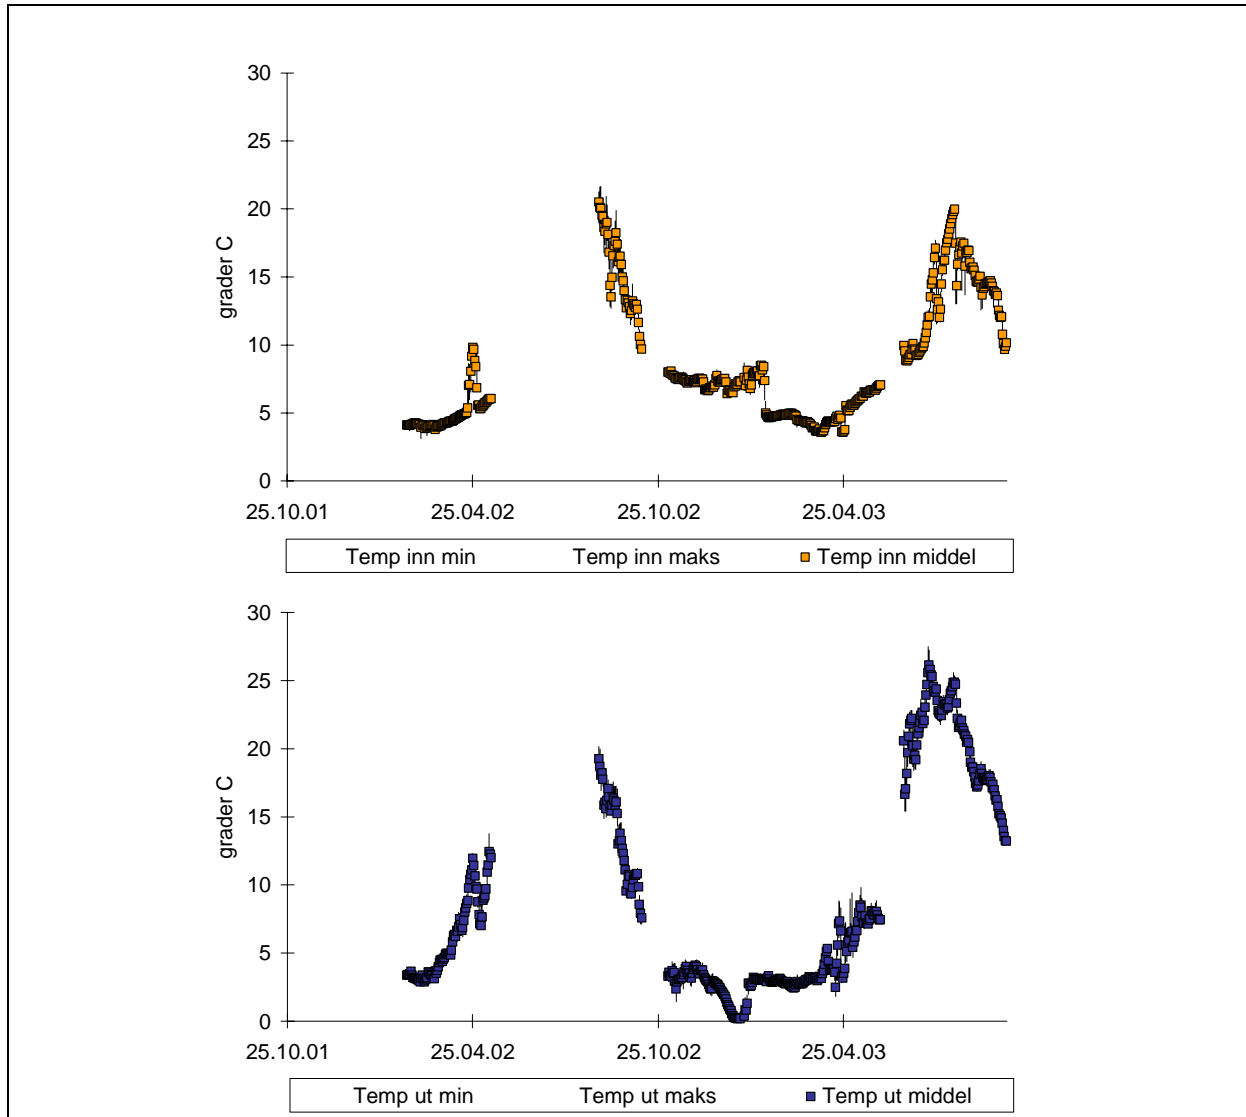 30
25
20
15
10
5
0
grader C
25.10.01 25.04.02 25.10.02 25.04.03
Temp inn min Temp inn maks Temp inn middel
30
25
20
15
10
5
0
grader C
25.10.01 25.04.02 25.10.02 25.04.03
Temp ut min Temp ut maks Temp ut middel